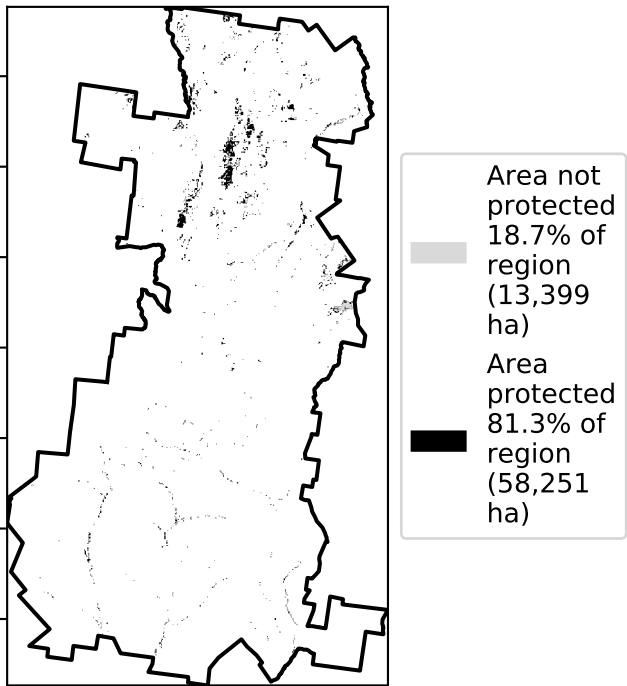 Area not
protected
18.7% of
region
(13,399
ha)
Area
protected
81.3% of
region
(58,251
ha)